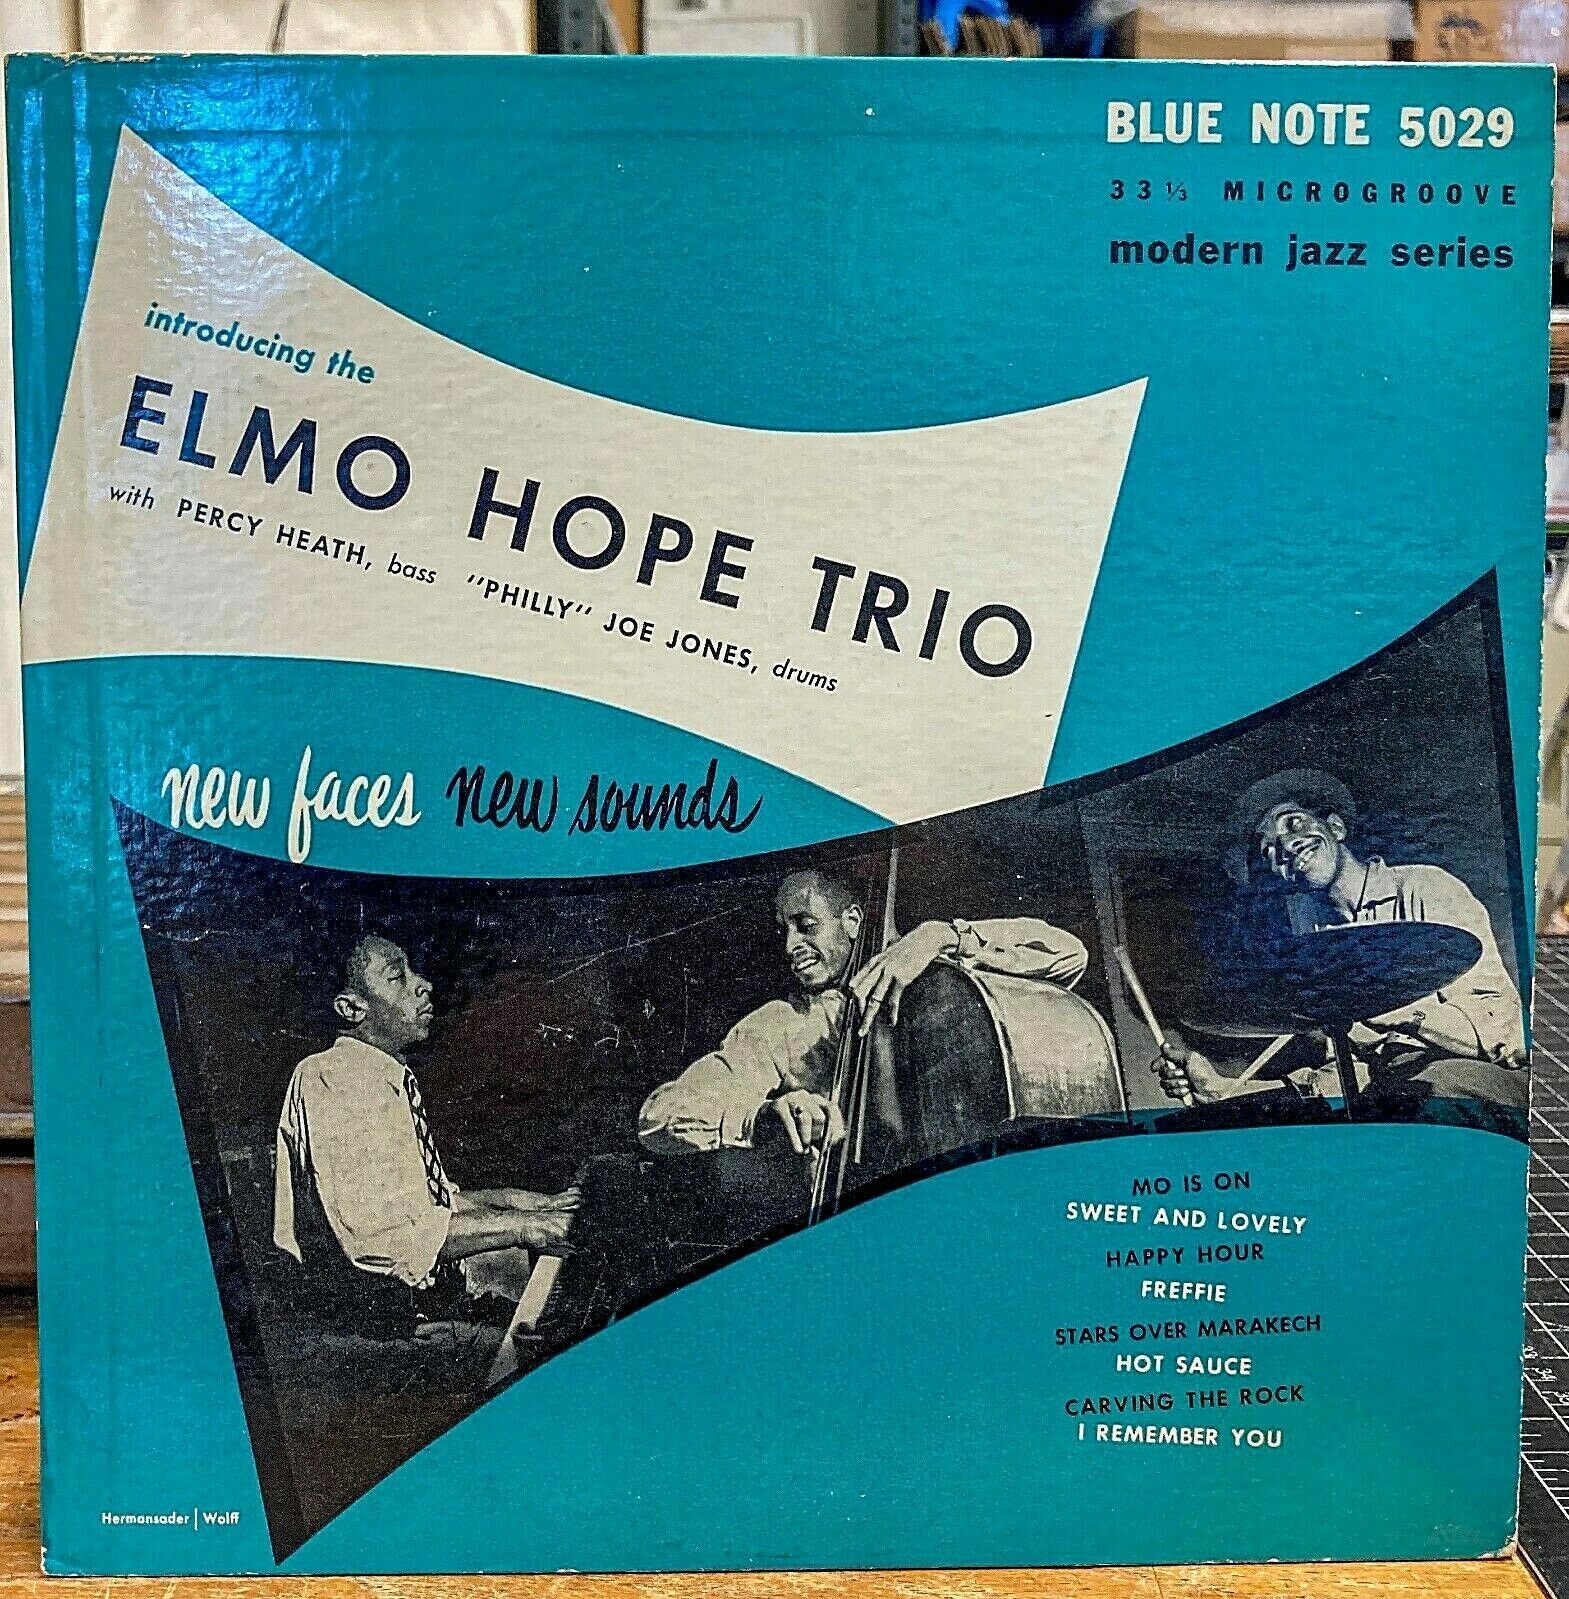 BLUE NOTE 5029
33 ⅓ MICROGROOVE
modern jazz series
introducing the
ELMO HOPE TRIO
with PERCY HEATH, bass "PHILLY" JOE JONES, drums
new faces new sounds
MO IS ON
SWEET AND LOVELY
HAPPY HOUR
FREFFIE
STARS OVER MARAKECH
HOT SAUCE
CARVING THE ROCK
I REMEMBER YOU
Hermansader | Wolff